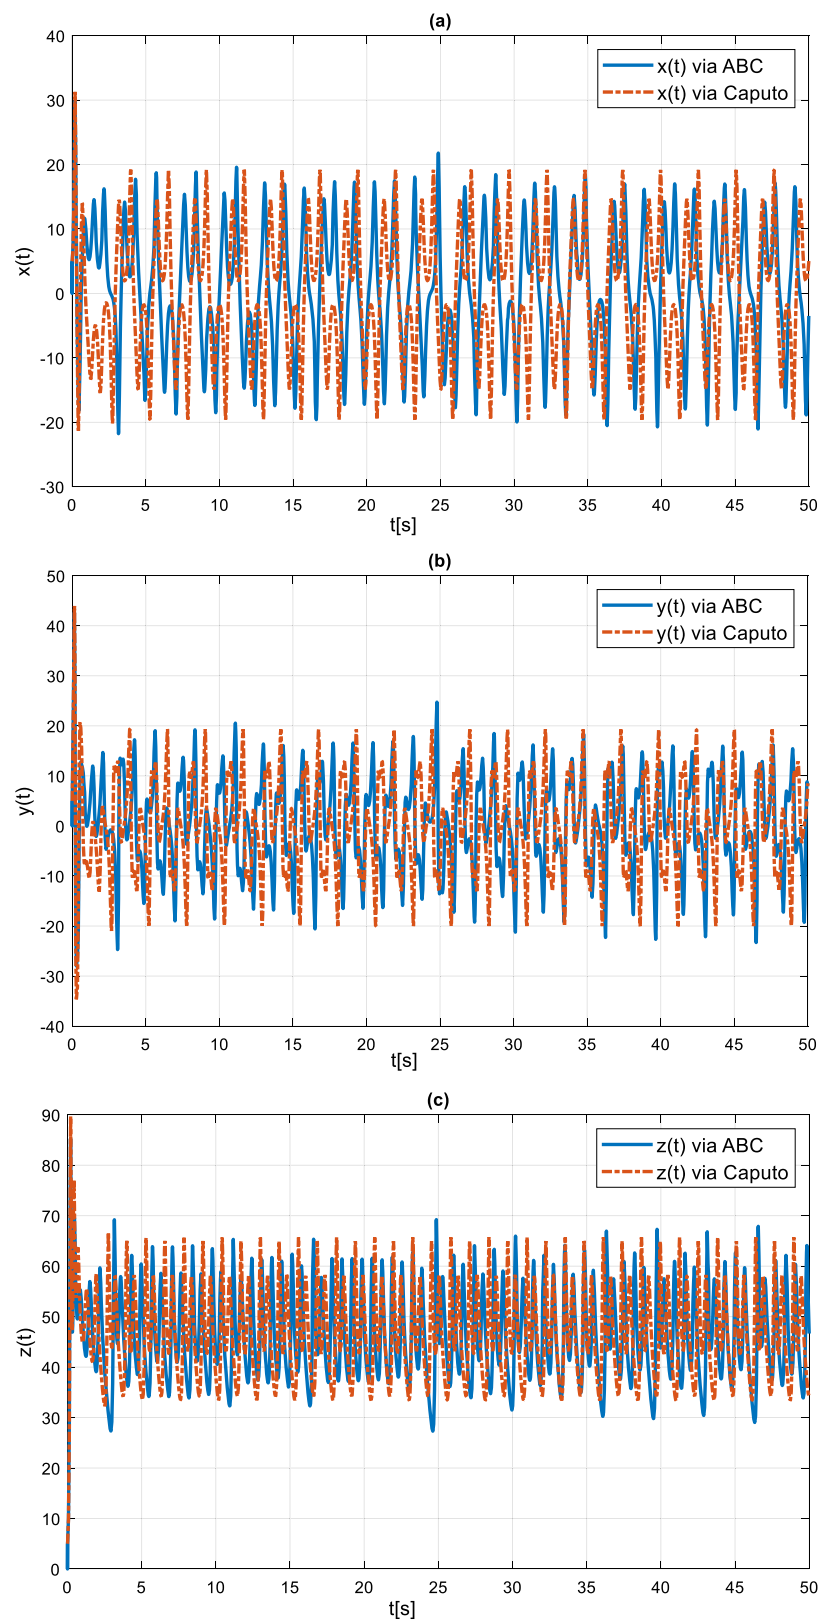 (a)
40
30
20
10
0
-10
-20
-30
x(t)
x(t) via ABC
x(t) via Caputo
0 5 10 15 20 25 30 35 40 45 50
t[s]
(b)
50
40
30
20
10
0
-10
-20
-30
-40
y(t)
y(t) via ABC
y(t) via Caputo
0 5 10 15 20 25 30 35 40 45 50
t[s]
(c)
90
80
70
60
50
40
30
20
10
0
z(t)
z(t) via ABC
z(t) via Caputo
0 5 10 15 20 25 30 35 40 45 50
t[s]